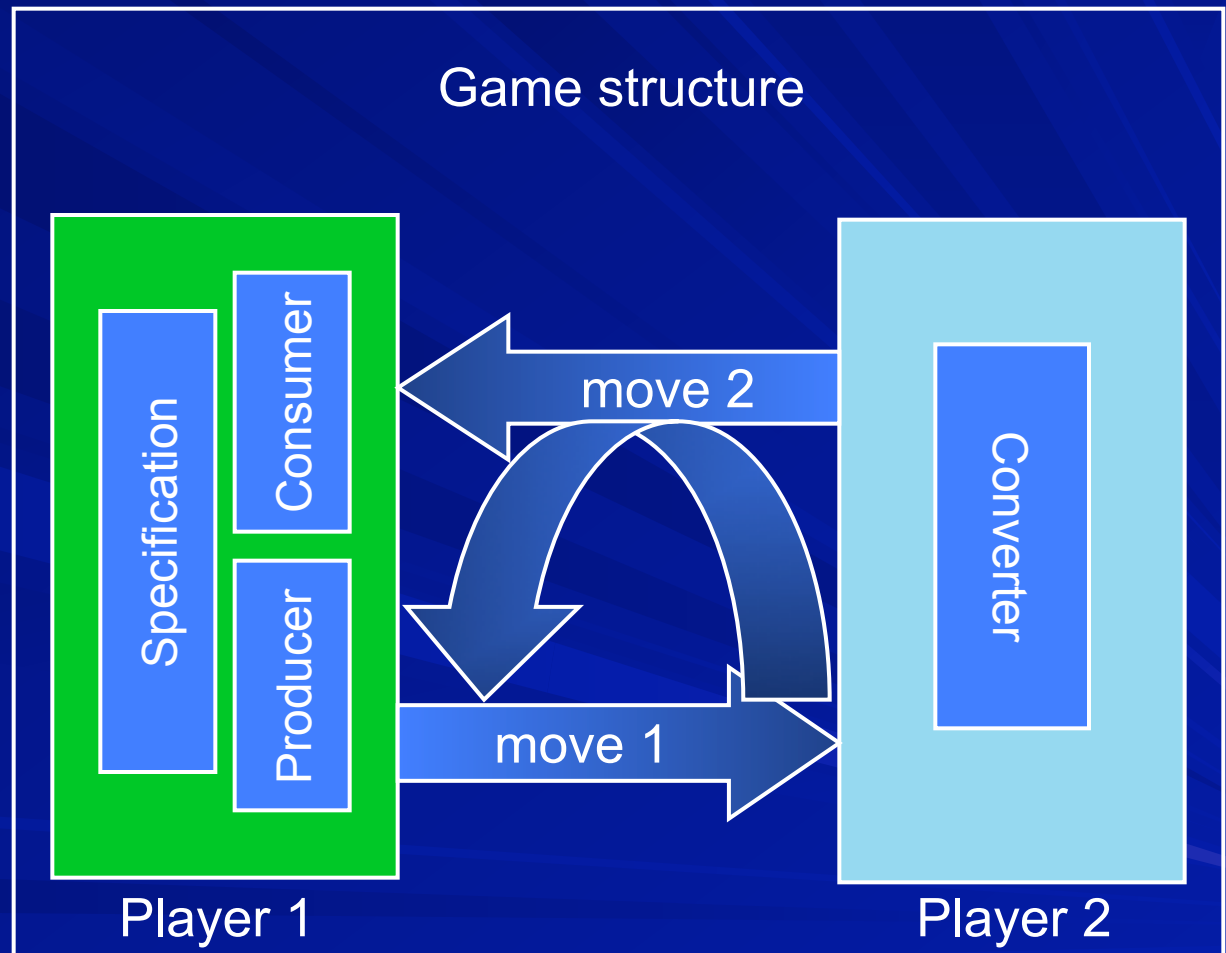 Game structure
Specification
Consumer
Producer
move 2
move 1
Converter
Player 1
Player 2